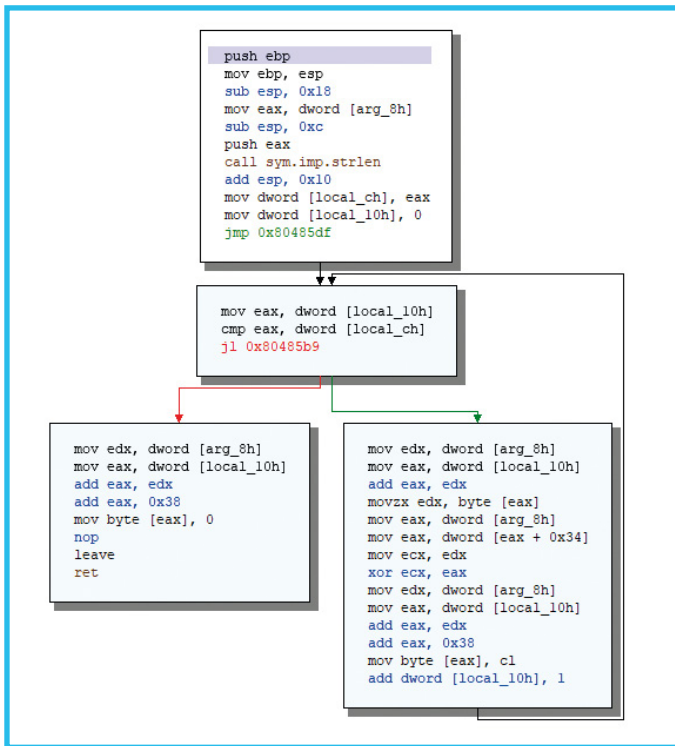 push ebp
mov ebp, esp
sub esp, 0x18
mov eax, dword [arg_8h]
sub esp, 0xc
push eax
call sym.imp.strlen
add esp, 0x10
mov dword [local_ch], eax
mov dword [local_10h], 0
jmp 0x80485df
mov eax, dword [local_10h]
cmp eax, dword [local_ch]
jl 0x80485b9
mov edx, dword [arg_8h]
mov eax, dword [local_10h]
add eax, edx
add eax, 0x38
mov byte [eax], 0
nop
leave
ret
mov edx, dword [arg_8h]
mov eax, dword [local_10h]
add eax, edx
movzx edx, byte [eax]
mov eax, dword [arg_8h]
mov eax, dword [eax + 0x34]
mov ecx, edx
xor ecx, eax
mov edx, dword [arg_8h]
mov eax, dword [local_10h]
add eax, edx
add eax, 0x38
mov byte [eax], cl
add dword [local_10h], 1